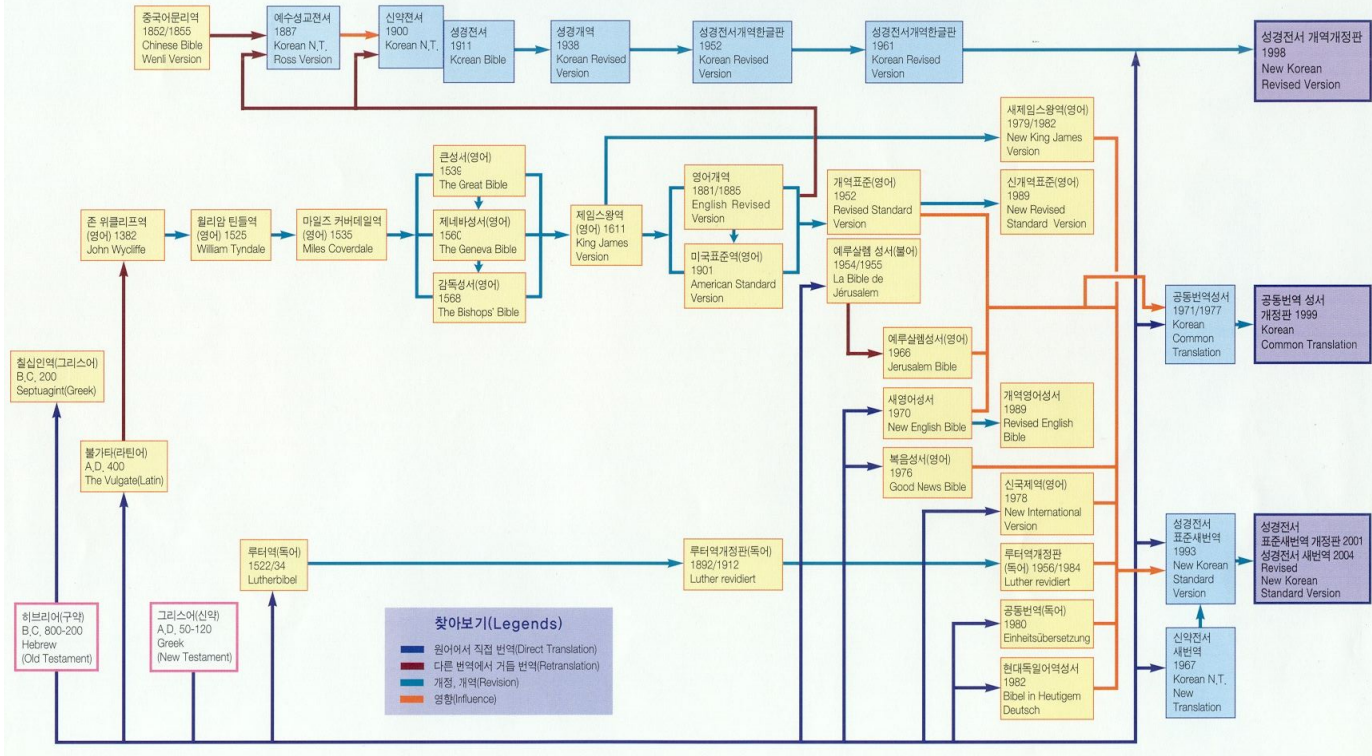 중국어문리역
1852/1855
Chinese Bible
Wenli Version
예수성교젼셔
1887
Korean N.T.
Ross Version
신약젼셔
1900
Korean N.T.
성경젼셔
1911
Korean Bible
성경개역
1938
Korean Revised
Version
성경전서개역한글판
1952
Korean Revised
Version
성경전서개역한글판
1961
Korean Revised
Version
성경전서 개역개정판
1998
New Korean
Revised Version
새제임스왕역(영어)
1979/1982
New King James
Version
큰성서(영어)
1539
The Great Bible
영어개역
1881/1885
English Revised
Version
개역표준(영어)
1952
Revised Standard
Version
신개역표준(영어)
1989
New Revised
Standard Version
존 위클리프역
(영어) 1382
John Wycliffe
윌리암 틴들역
(영어) 1525
William Tyndale
마일즈 커버데일역
(영어) 1535
Miles Coverdale
제네바성서(영어)
1560
The Geneva Bible
제임스왕역
(영어) 1611
King James
Version
미국표준역(영어)
1901
American Standard
Version
예루살렘 성서(불어)
1954/1955
La Bible de
Jérusalem
감독성서(영어)
1568
The Bishops' Bible
공동번역성서
1971/1977
Korean
Common
Translation
공동번역 성서
개정판 1999
Korean
Common Translation
칠십인역(그리스어)
B.C. 200
Septuagint(Greek)
예루살렘성서(영어)
1966
Jerusalem Bible
새영어성서
1970
New English Bible
개역영어성서
1989
Revised English
Bible
불가타(라틴어)
A.D. 400
The Vulgate(Latin)
복음성서(영어)
1976
Good News Bible
신국제역(영어)
1978
New International
Version
루터역(독어)
1522/34
Lutherbibel
루터역개정판(독어)
1892/1912
Luther revidiert
루터역개정판
(독어) 1956/1984
Luther revidiert
성경전서
표준새번역
1993
New Korean
Standard
Version
성경전서
표준새번역 개정판 2001
성경전서 새번역 2004
Revised
New Korean
Standard Version
히브리어(구약)
B.C. 800-200
Hebrew
(Old Testament)
그리스어(신약)
A.D. 50-120
Greek
(New Testament)
찾아보기(Legends)
원어에서 직접 번역(Direct Translation)
다른 번역에서 거듭 번역(Retranslation)
개정, 개역(Revision)
영향(Influence)
공동번역(독어)
1980
Einheitsübersetzung
현대독일어역성서
1982
Bibel in Heutigem
Deutsch
신약전서
새번역
1967
Korean N.T.
New
Translation